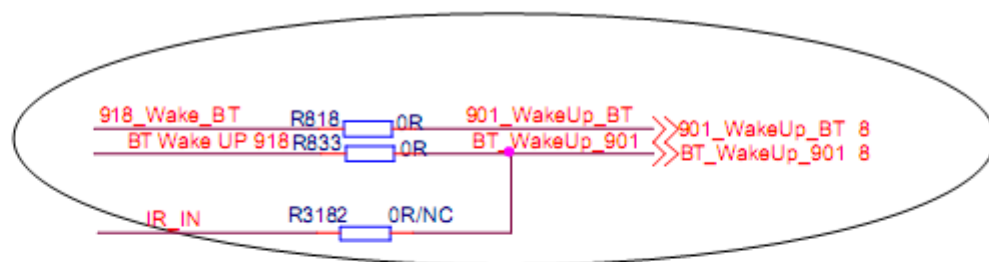 918_Wake_BT R818 0R 901_WakeUp_BT 901_WakeUp_BT 8
BT Wake UP 918 R833 0R BT_WakeUp_901 BT_WakeUp_901 8
IR_IN R3182 0R/NC